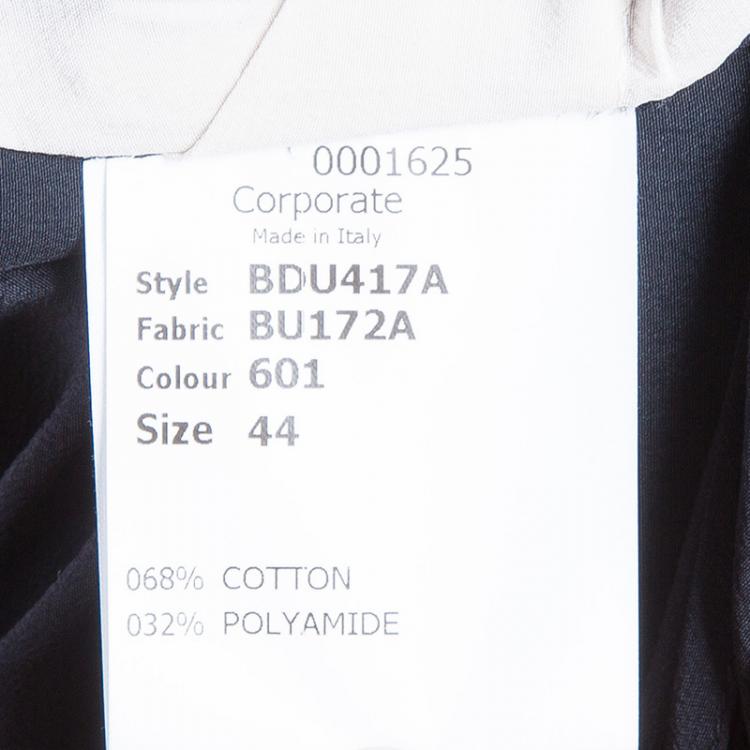 0001625
Corporate
Made in Italy
Style BDU417A
Fabric BU172A
Colour 601
Size 44
068% COTTON
032% POLYAMIDE